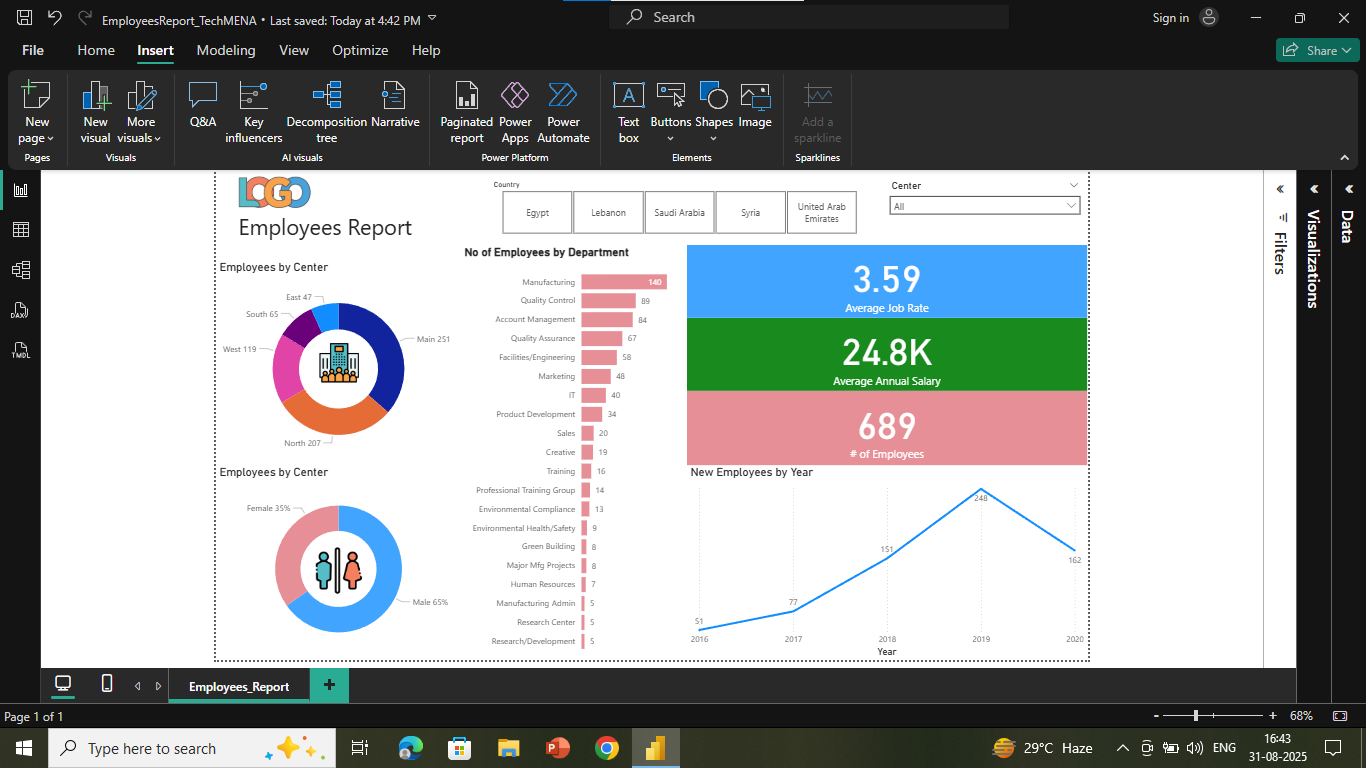 EmployeesReport_TechMENA • Last saved: Today at 4:42 PM
Search
Sign in
File Home Insert Modeling View Optimize Help
Share
New page
Pages
New visual
More visuals
Visuals
Q&A
Key influencers
Decomposition tree
Narrative
AI visuals
Paginated report
Power Apps
Power Automate
Power Platform
Text box
Buttons
Shapes
Image
Elements
Add a sparkline
Sparklines
DAX
TMDL
LOGO
Employees Report
Country
Egypt
Lebanon
Saudi Arabia
Syria
United Arab
Emirates
Center
All
Employees by Center
East 47
South 65
West 119
Main 251
North 207
Employees by Center
Female 35%
Male 65%
No of Employees by Department
Manufacturing 140
Quality Control 89
Account Management 84
Quality Assurance 67
Facilities/Engineering 58
Marketing 48
IT 40
Product Development 34
Sales 20
Creative 19
Training 16
Professional Training Group 14
Environmental Compliance 13
Environmental Health/Safety 9
Green Building 8
Major Mfg Projects 8
Human Resources 7
Manufacturing Admin 5
Research Center 5
Research/Development 5
3.59
Average Job Rate
24.8K
Average Annual Salary
689
# of Employees
New Employees by Year
51
77
151
248
162
2016 2017 2018 2019 2020
Year
Filters
Visualizations
Data
Employees_Report
+
Page 1 of 1
- + 68%
Type here to search
29°C Haze
ENG
16:43
31-08-2025